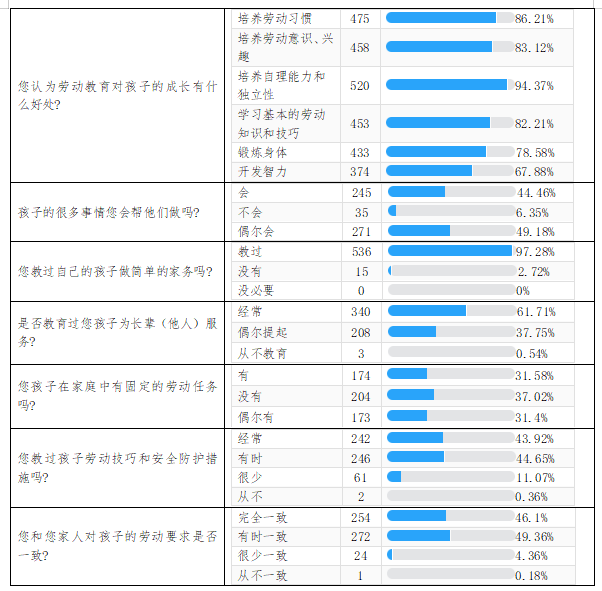 您认为劳动教育对孩子的成长有什
么好处?
培养劳动习惯 475 86.21%
培养劳动意识、兴
趣 458 83.12%
培养自理能力和
独立性 520 94.37%
学习基本的劳动
知识和技巧 453 82.21%
锻炼身体 433 78.58%
开发智力 374 67.88%
孩子的很多事情您会帮他们做吗?
会 245 44.46%
不会 35 6.35%
偶尔会 271 49.18%
您教过自己的孩子做简单的家务吗?
教过 536 97.28%
没有 15 2.72%
没必要 0 0%
是否教育过您孩子为长辈（他人）服
务?
经常 340 61.71%
偶尔提起 208 37.75%
从不教育 3 0.54%
您孩子在家庭中有固定的劳动任务
吗?
有 174 31.58%
没有 204 37.02%
偶尔有 173 31.4%
您教过孩子劳动技巧和安全防护措
施吗?
经常 242 43.92%
有时 246 44.65%
很少 61 11.07%
从不 2 0.36%
您和您家人对孩子的劳动要求是否
一致?
完全一致 254 46.1%
有时一致 272 49.36%
很少一致 24 4.36%
从不一致 1 0.18%